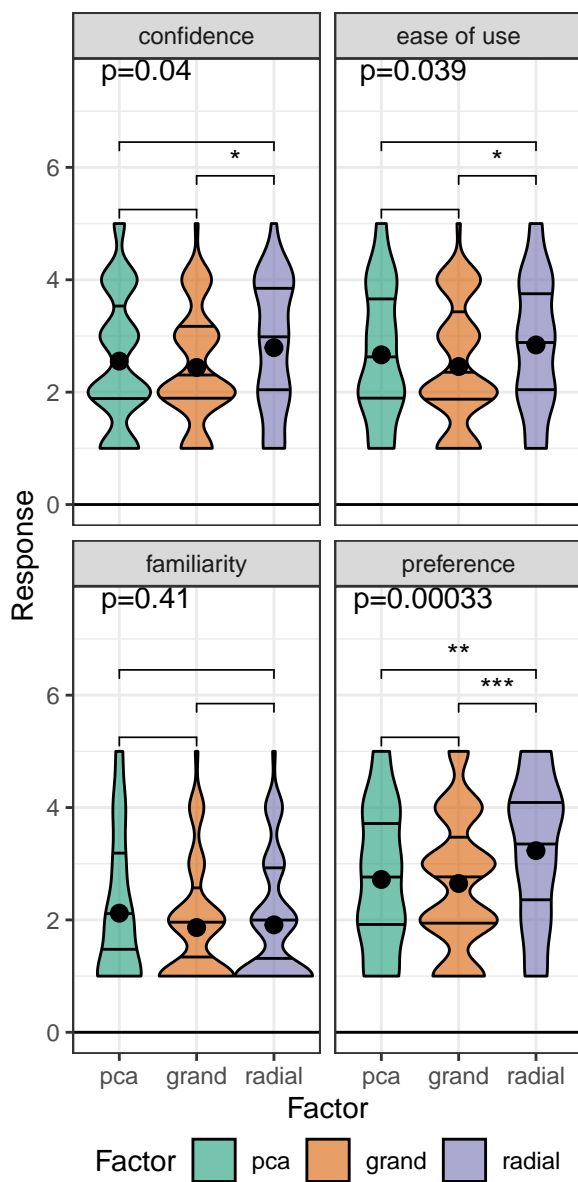 confidence
ease of use
p=0.04
p=0.039
*
*
6
4
2
0
familiarity
preference
p=0.41
p=0.00033
**
***
6
4
2
0
Response
pca grand radial
pca grand radial
Factor
Factor pca grand radial